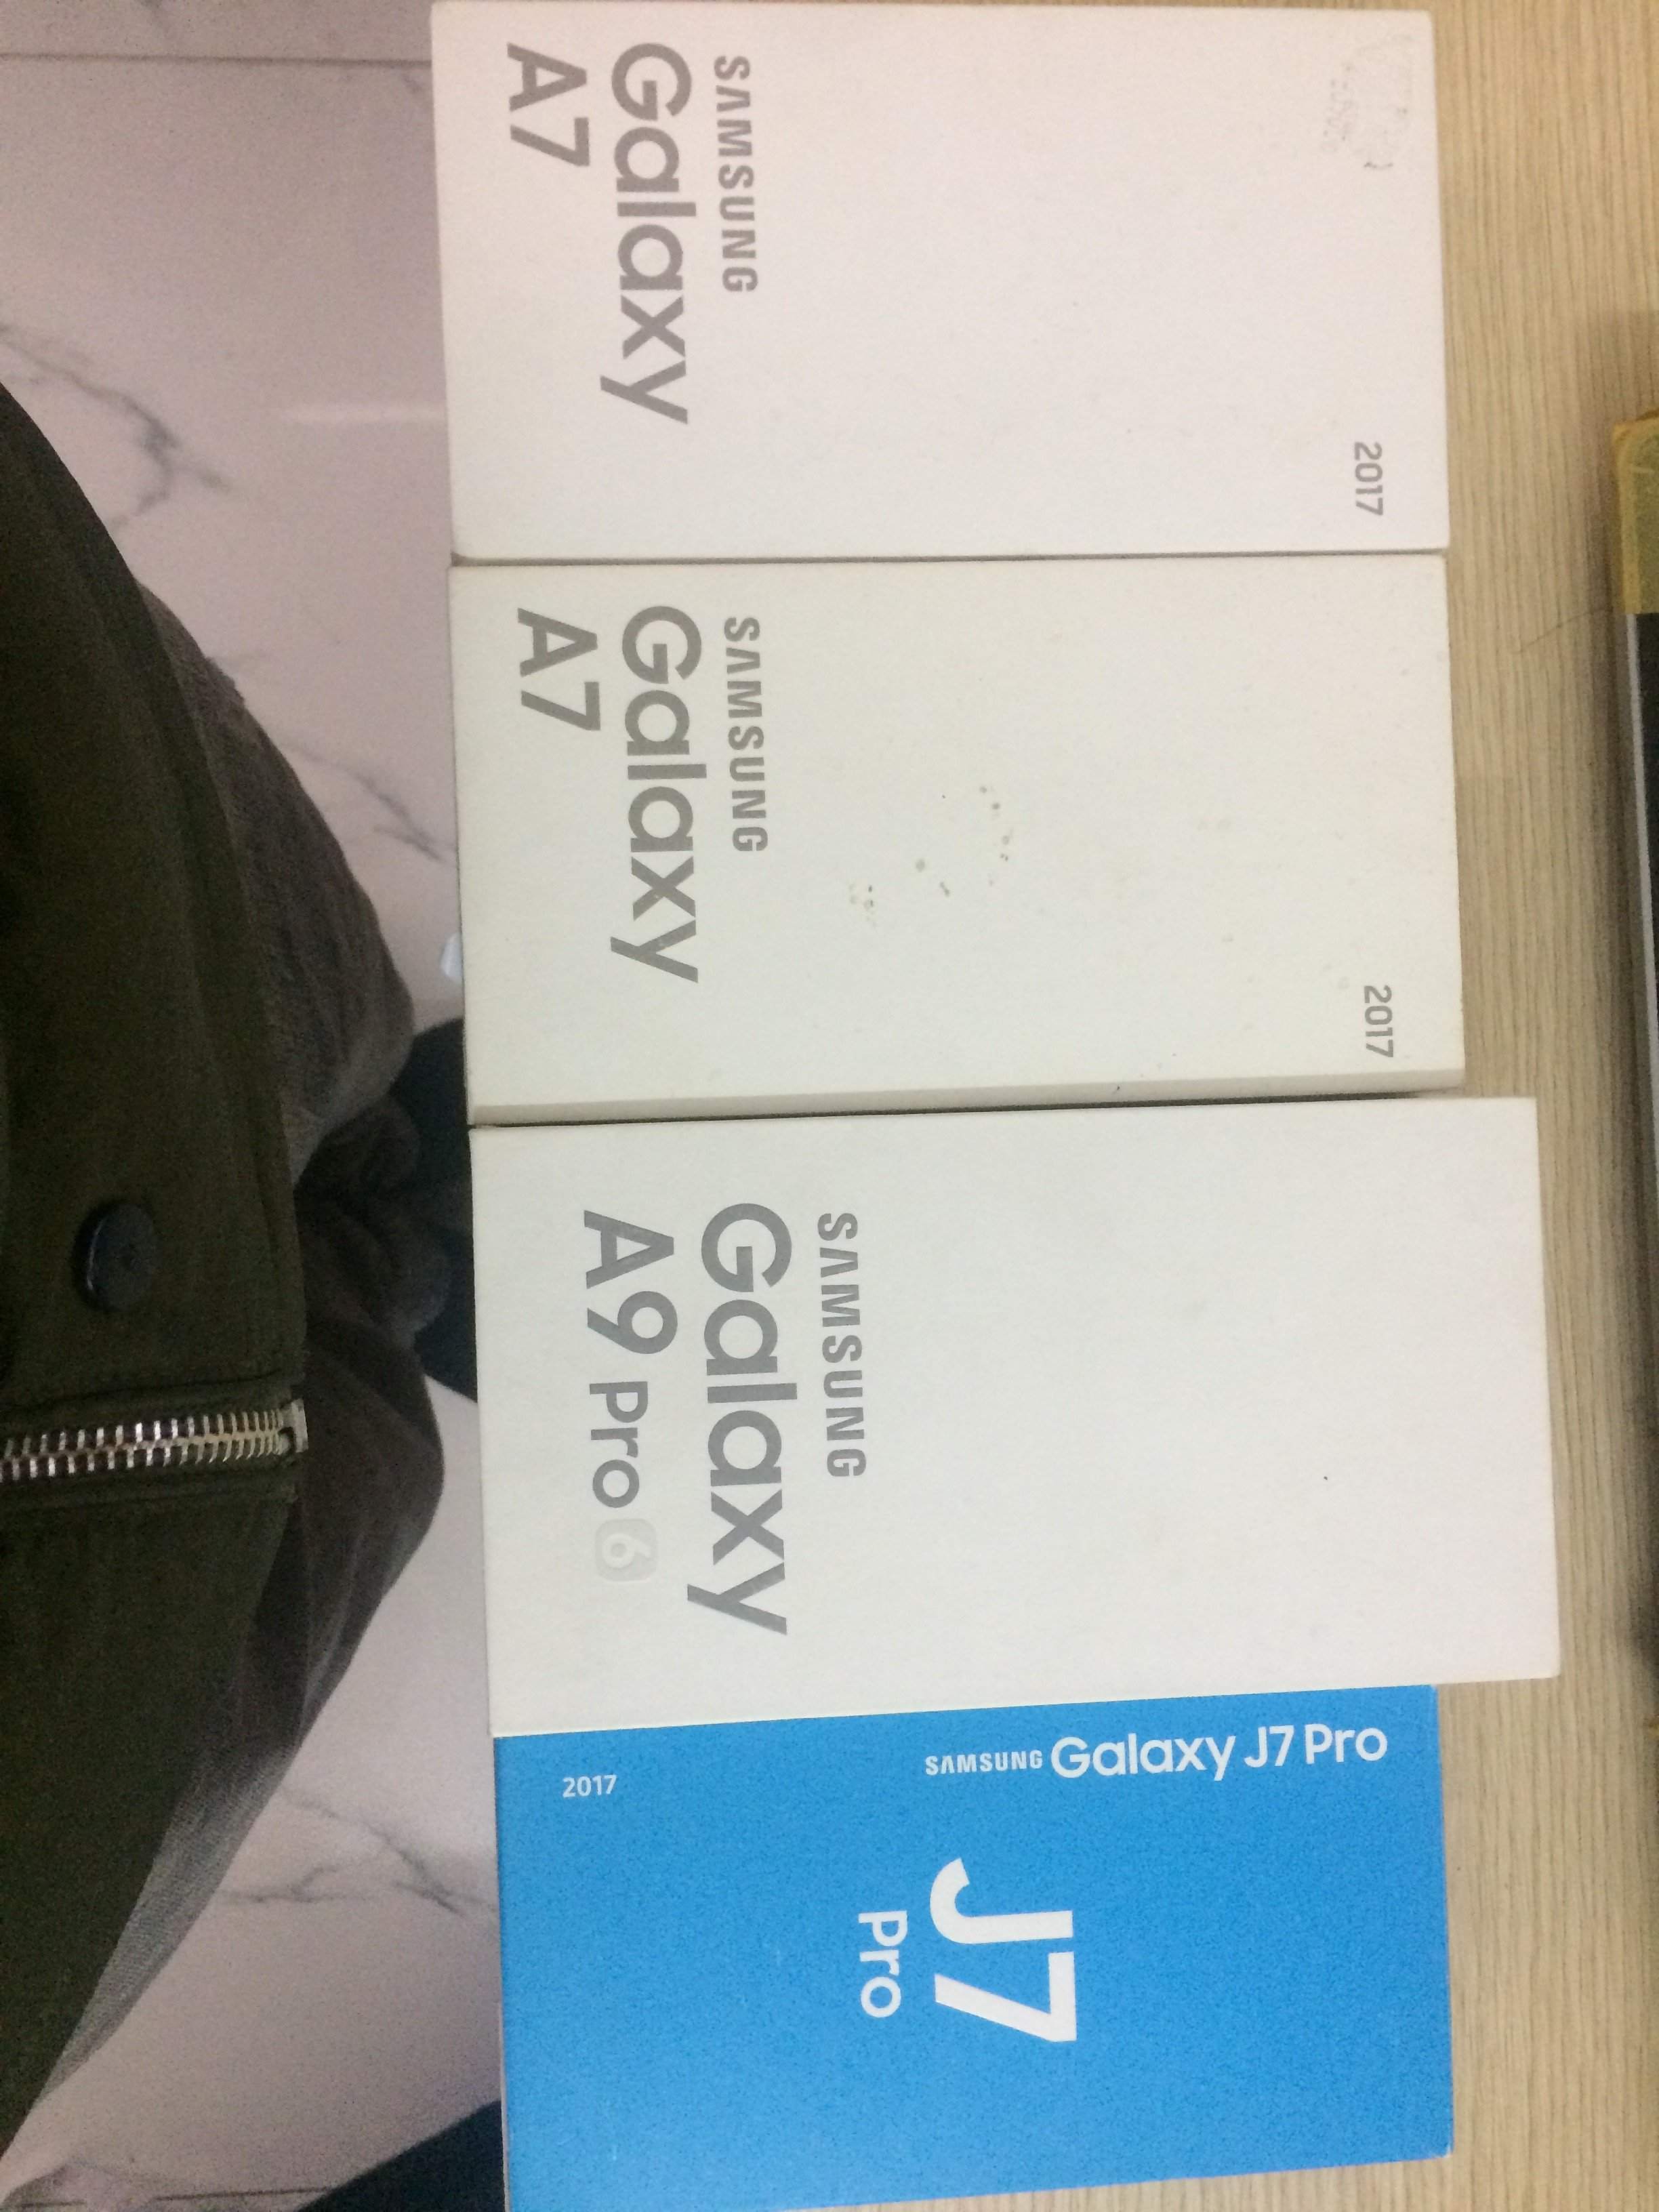 SAMSUNG
Galaxy
A7
2017
SAMSUNG
Galaxy
A7
2017
SAMSUNG
Galaxy
A9 Pro 6
SAMSUNG Galaxy J7 Pro
J7
Pro
2017